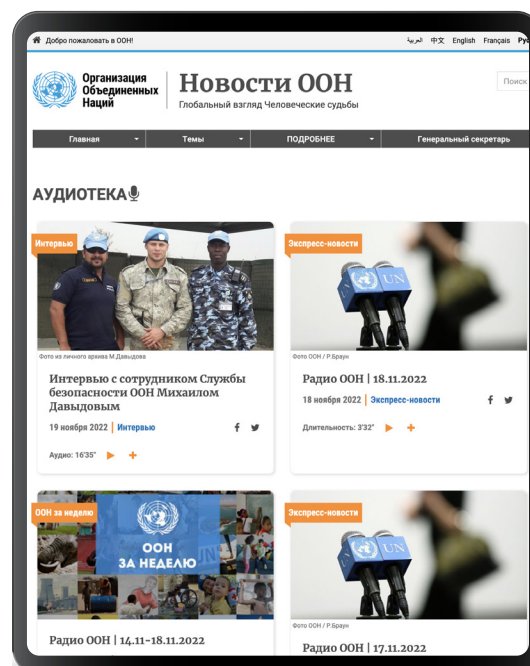 Добро пожаловать в ООН!
العربية 中文 English Français
Организация
Объединенных
Наций
Новости ООН
Глобальный взгляд Человеческие судьбы
Поиск
Главная Темы ПОДРОБНЕЕ Генеральный секретарь
АУДИОТЕКА
Интервью
Фото из личного архива М.Давыдова
Интервью с сотрудником Службы
безопасности ООН Михаилом
Давыдовым
19 ноября 2022 | Интервью
Аудио: 16'35"
Экспресс-новости
UN
Фото ООН / Р.Браун
Радио ООН | 18.11.2022
18 ноября 2022 | Экспресс-новости
Длительность: 3'32"
ООН за неделю
ООН
ЗА НЕДЕЛЮ
Радио ООН | 14.11-18.11.2022
Экспресс-новости
UN
Фото ООН / Р.Браун
Радио ООН | 17.11.2022